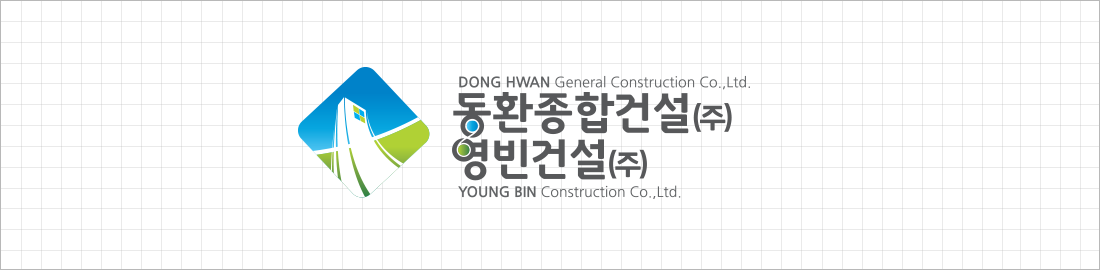 DONG HWAN General Construction Co.,Ltd.
동환종합건설(주)
영빈건설(주)
YOUNG BIN Construction Co.,Ltd.